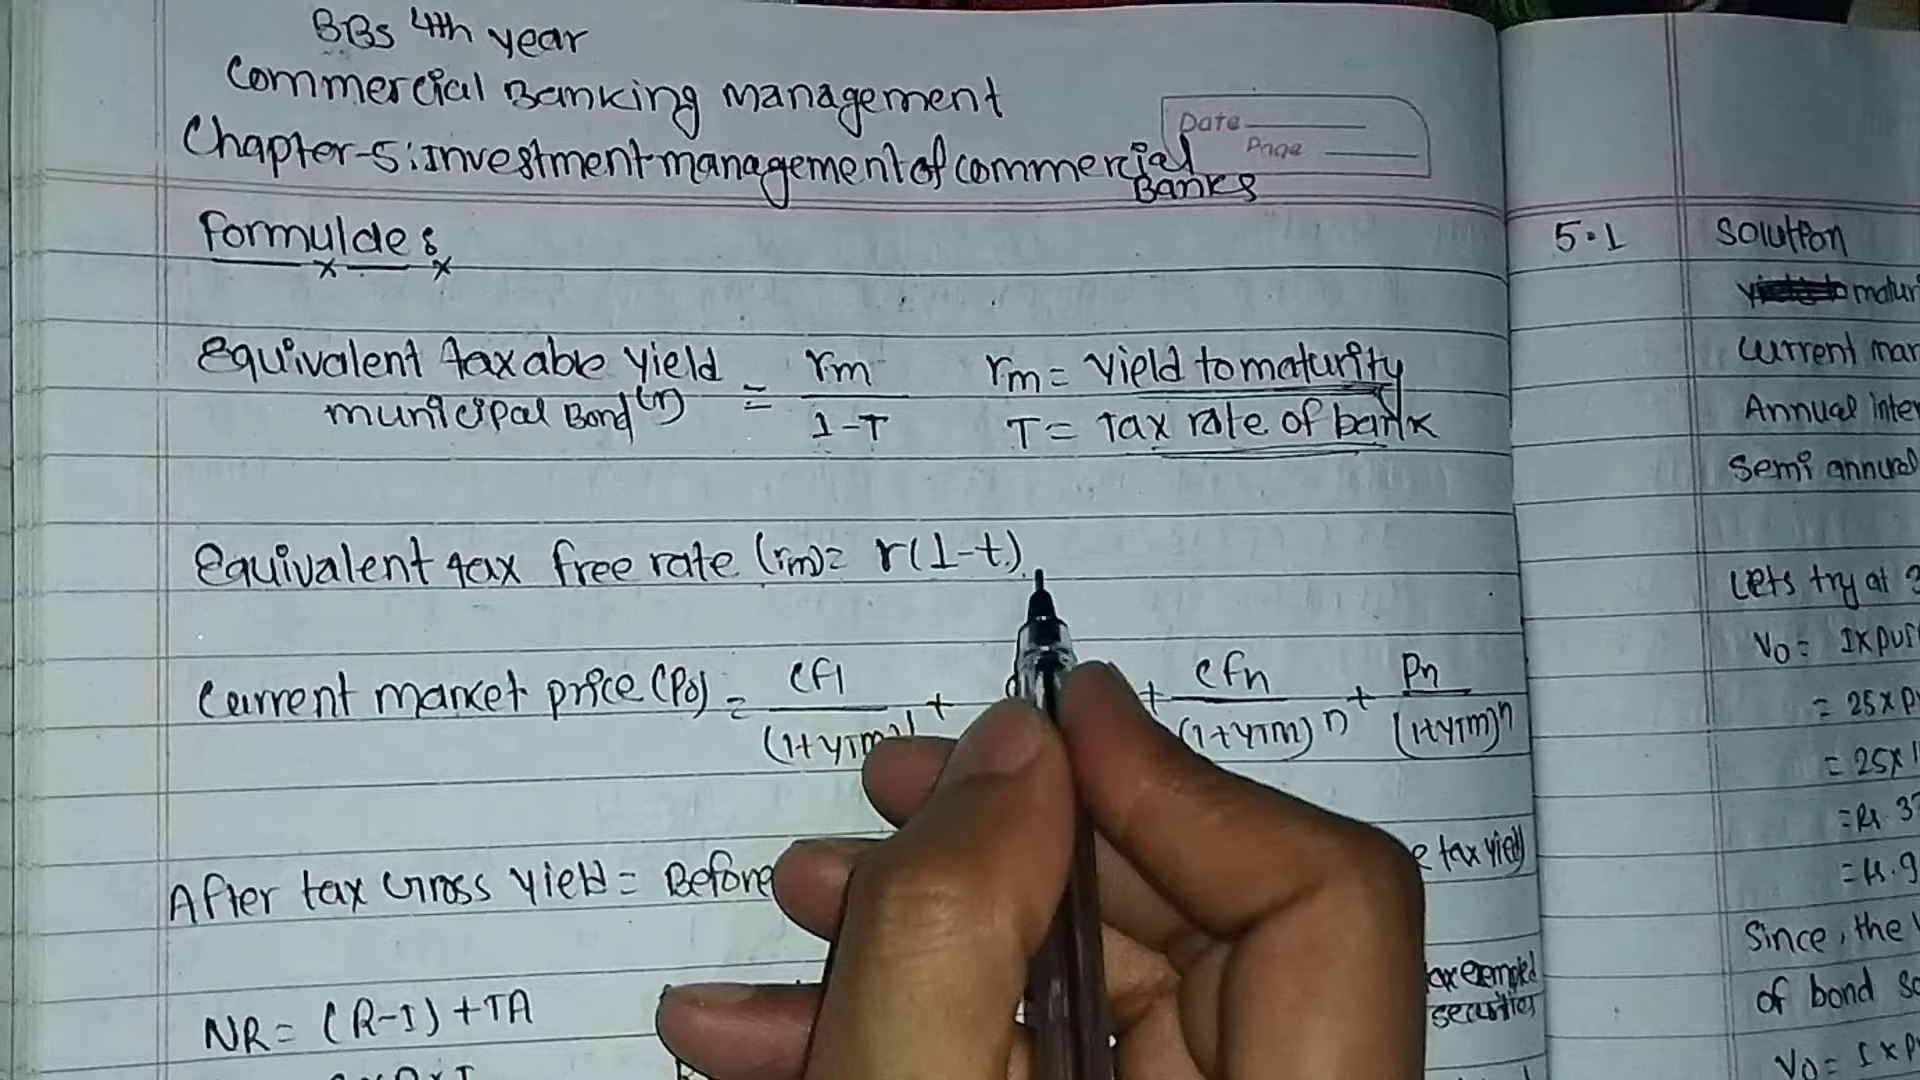 BBS 4th year
Commercial Banking management
Date
Page
Chapter-5: Investment management of commercial
Banks
Formulae:
Equivalent taxable yield
municipal Bond (r) = rm / 1-T
rm = Yield to maturity
T = Tax rate of bank
Equivalent tax free rate (rm) = r(1-t)
Current market price (P0) = CF1 / (1+YTM)1 + + CFn / (1+YTM)n + Pn / (1+YTM)n
After tax Gross Yield = Before tax yield
NR = (R-I) + TA
tax exempted
securities
5.1 Solution
Current
Annual
Semi annual
Lets try at
V0 = I x
= 25 x
= 25 x
Since, the
of bond
V0 = I x